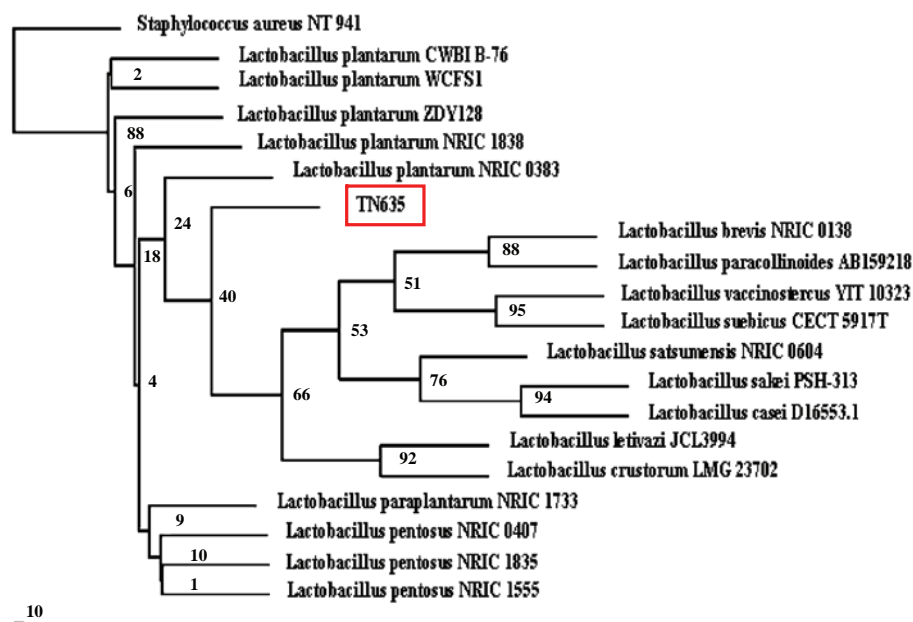 Staphylococcus aureus NT 941
Lactobacillus plantarum CWBI B-76
2
Lactobacillus plantarum WCFS1
Lactobacillus plantarum ZDY128
88
Lactobacillus plantarum NRIC 1838
Lactobacillus plantarum NRIC 0383
6
TN635
24
Lactobacillus brevis NRIC 0138
88
18
Lactobacillus paracollinoides AB159218
51
40
Lactobacillus vaccinostercus YIT 10323
95
Lactobacillus suebicus CECT 5917T
53
Lactobacillus satsumensis NRIC 0604
4
76
Lactobacillus sakei PSH-313
66
94
Lactobacillus casei D16553.1
Lactobacillus letivazi JCL3994
92
Lactobacillus crustorum LMG 23702
Lactobacillus paraplantarum NRIC 1733
9
Lactobacillus pentosus NRIC 0407
10
Lactobacillus pentosus NRIC 1835
1
Lactobacillus pentosus NRIC 1555
10